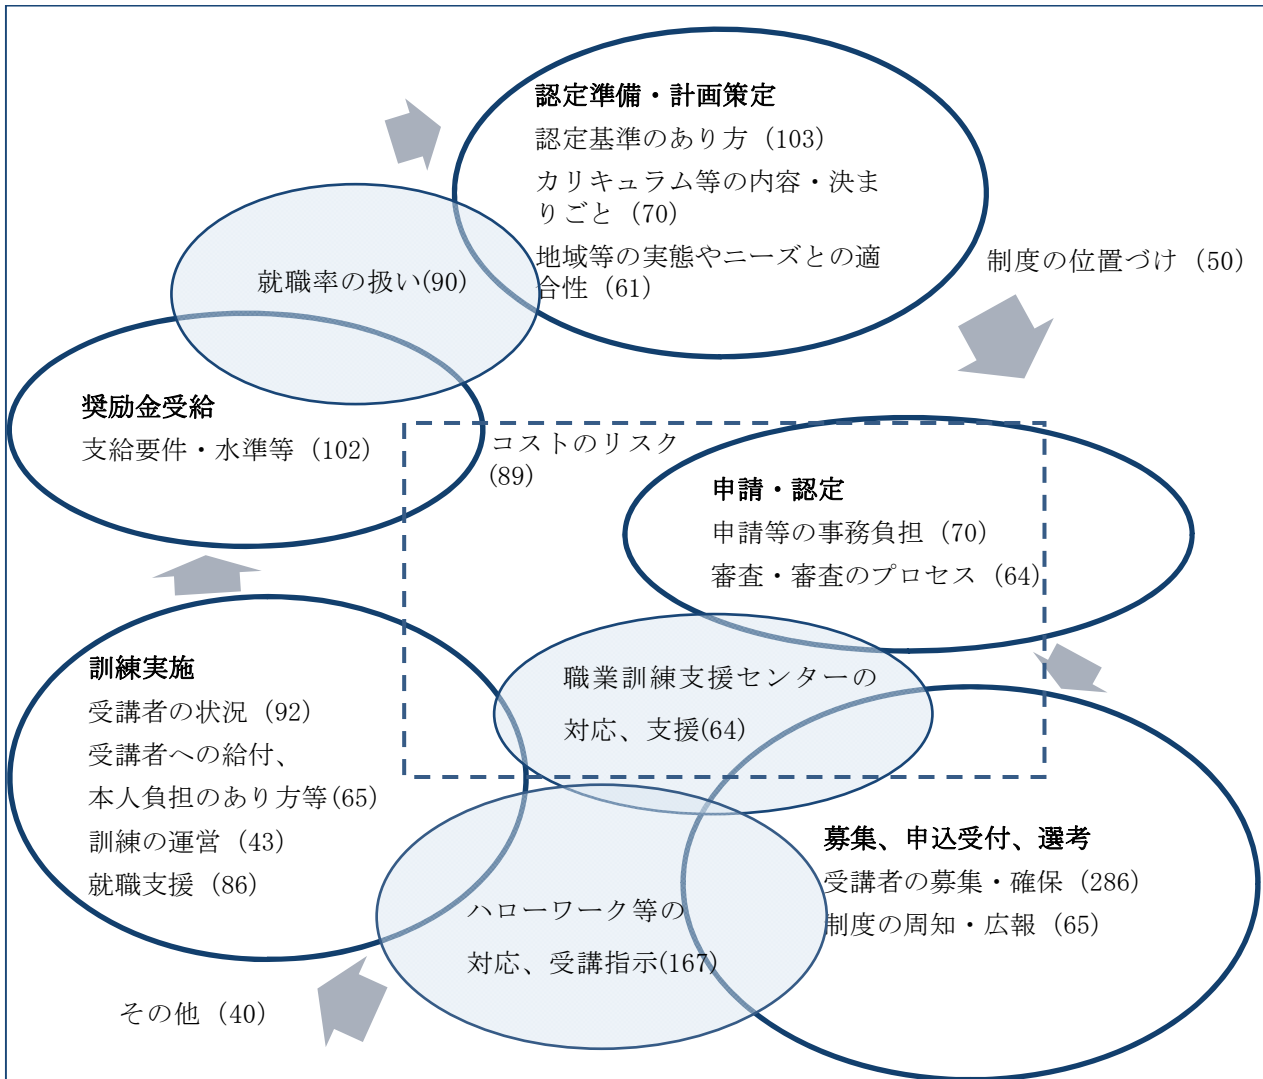 認定準備・計画策定
認定基準のあり方（103）
カリキュラム等の内容・決ま
りごと（70）
地域等の実態やニーズとの適
合性（61）
制度の位置づけ（50）
就職率の扱い(90)
奨励金受給
支給要件・水準等（102）
コストのリスク
(89)
申請・認定
申請等の事務負担（70）
審査・審査のプロセス（64）
職業訓練支援センターの
対応、支援(64)
訓練実施
受講者の状況（92）
受講者への給付、
本人負担のあり方等(65)
訓練の運営（43）
就職支援（86）
募集、申込受付、選考
受講者の募集・確保（286）
制度の周知・広報（65）
ハローワーク等の
対応、受講指示(167)
その他（40）